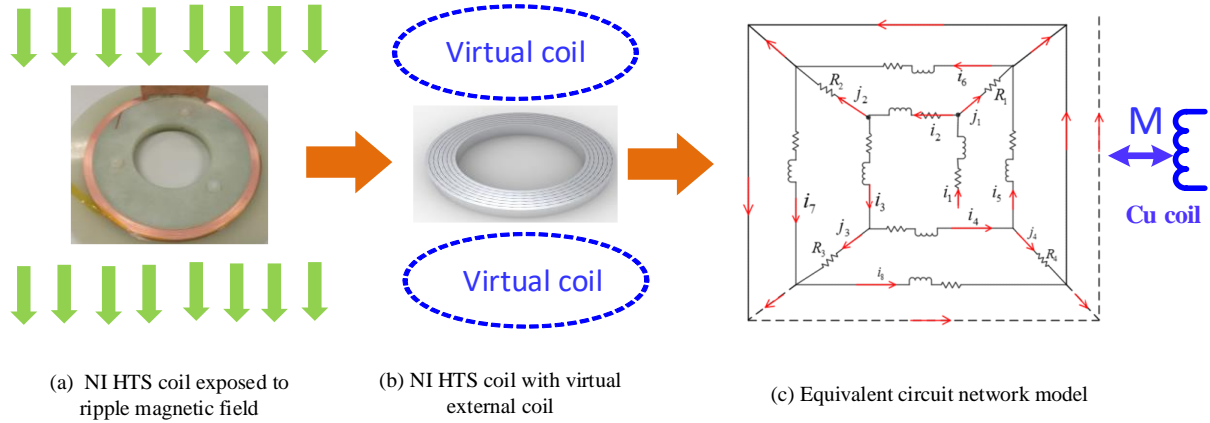 Virtual coil
Virtual coil
R₂
j₂
i₂
i₆
R₁
j₁
i₇
i₃
i₁
i₅
j₃
R₃
i₄
j₄
R₄
i₈
M
Cu coil
(a) NI HTS coil exposed to
ripple magnetic field
(b) NI HTS coil with virtual
external coil
(c) Equivalent circuit network model